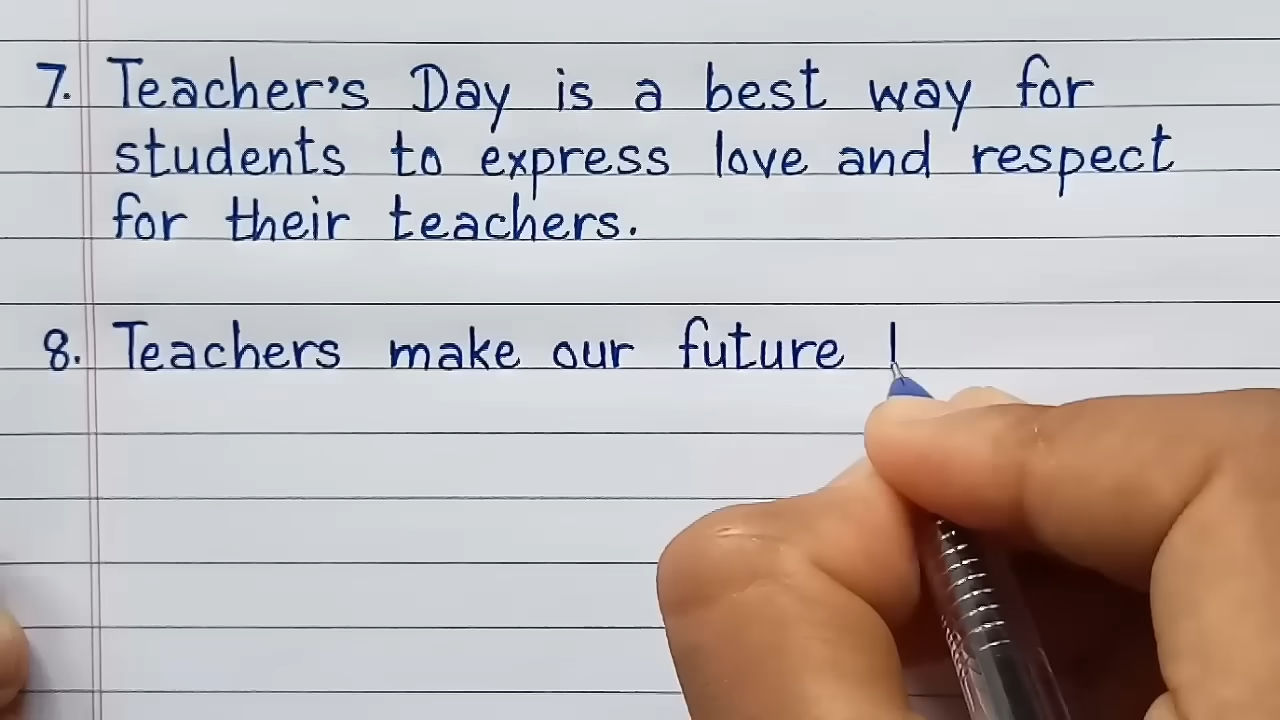 7. Teacher's Day is a best way for
students to express love and respect
for their teachers.
8. Teachers make our future